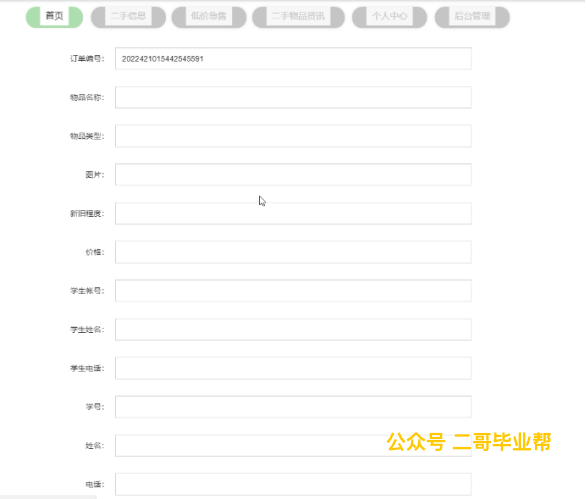 首页 二手信息 低价急售 二手物品资讯 个人中心 后台管理
订单编号： 2022421015442545591
物品名称：
物品类型：
图片：
新旧程度：
价格：
学生帐号：
学生姓名：
学生电话：
学号：
姓名：
公众号 二哥毕业帮
电话：